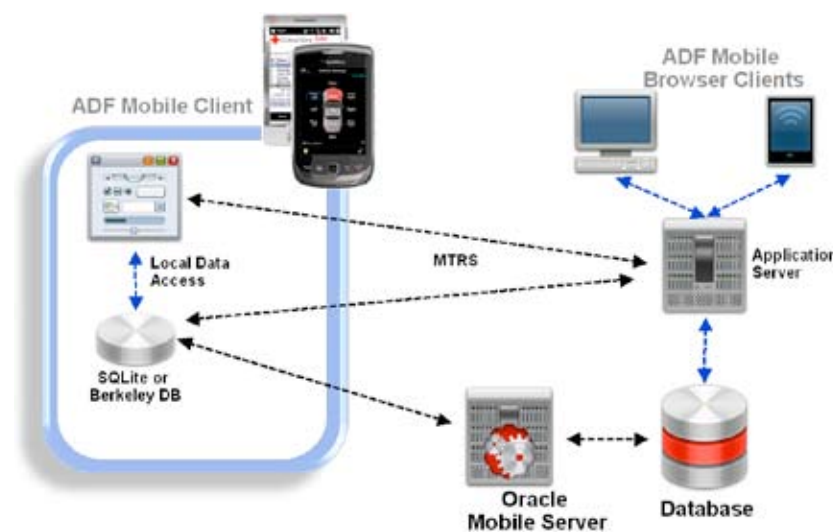 ADF Mobile Client
ADF Mobile
Browser Clients
Local Data
Access
MTRS
Application
Server
SQLite or
Berkeley DB
Oracle
Mobile Server
Database